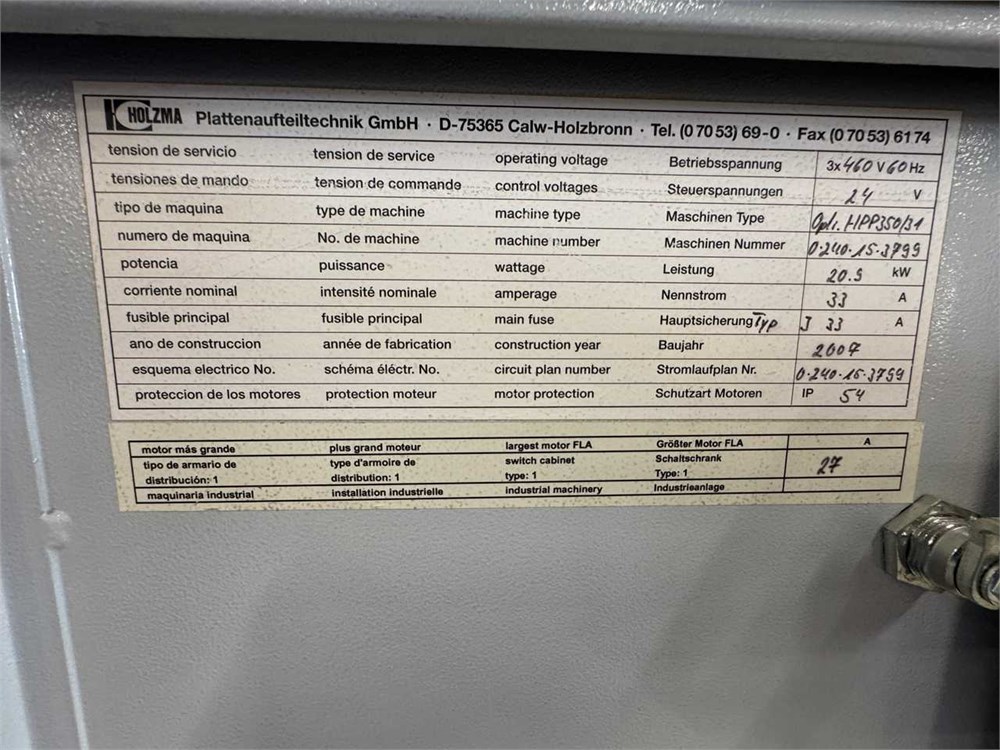 HOLZMA Plattenaufteiltechnik GmbH · D-75365 Calw-Holzbronn · Tel. (0 70 53) 69-0 · Fax (0 70 53) 61 74
tension de servicio tension de service operating voltage Betriebsspannung 3x 460 V 60 Hz
tensiones de mando tension de commande control voltages Steuerspannungen 24 V
tipo de maquina type de machine machine type Maschinen Type Opti. HPP350/31
numero de maquina No. de machine machine number Maschinen Nummer 0-240-15-3799
potencia puissance wattage Leistung 20.9 kW
corriente nominal intensité nominale amperage Nennstrom 33 A
fusible principal fusible principal main fuse Hauptsicherung Typ J 33 A
ano de construccion année de fabrication construction year Baujahr 2007
esquema electrico No. schéma éléctr. No. circuit plan number Stromlaufplan Nr. 0-240-15-3799
proteccion de los motores protection moteur motor protection Schutzart Motoren IP 54
motor más grande plus grand moteur largest motor FLA Größter Motor FLA A
tipo de armario de type d'armoire de switch cabinet Schaltschrank 27
distribución: 1 distribution: 1 type: 1 Type: 1
maquinaria industrial installation industrielle industrial machinery Industrieanlage